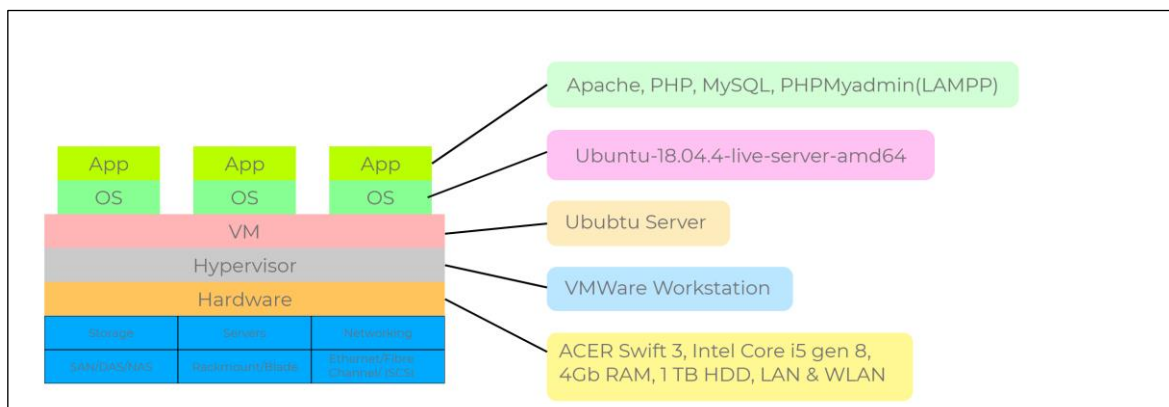 Apache, PHP, MySQL, PHPMyadmin(LAMPP)
App App App
Ubuntu-18.04.4-live-server-amd64
OS OS OS
VM
Ububtu Server
Hypervisor
VMWare Workstation
Hardware
Storage Servers Networking
SAN/DAS/NAS Rackmount/Blade Ethernet/Fibre
Channel/ iSCSI
ACER Swift 3, Intel Core i5 gen 8,
4Gb RAM, 1 TB HDD, LAN & WLAN